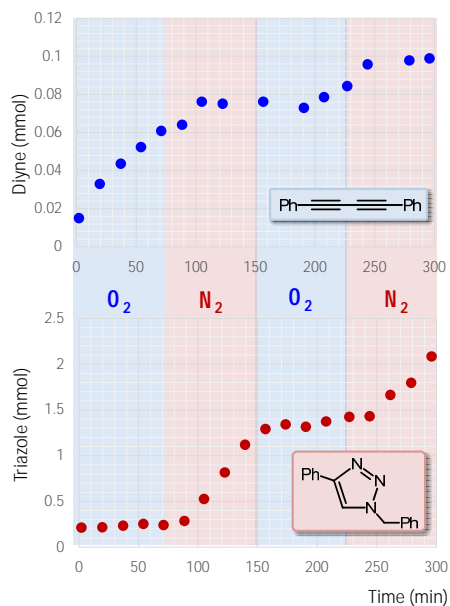 0.12
0.1
0.08
0.06
0.04
0.02
0
Diyne (mmol)
Ph
Ph
0 50 100 150 200 250 300
O2 N2 O2 N2
2.5
2
1.5
1
0.5
0
Triazole (mmol)
Ph
N
N
N
Ph
0 50 100 150 200 250 300
Time (min)